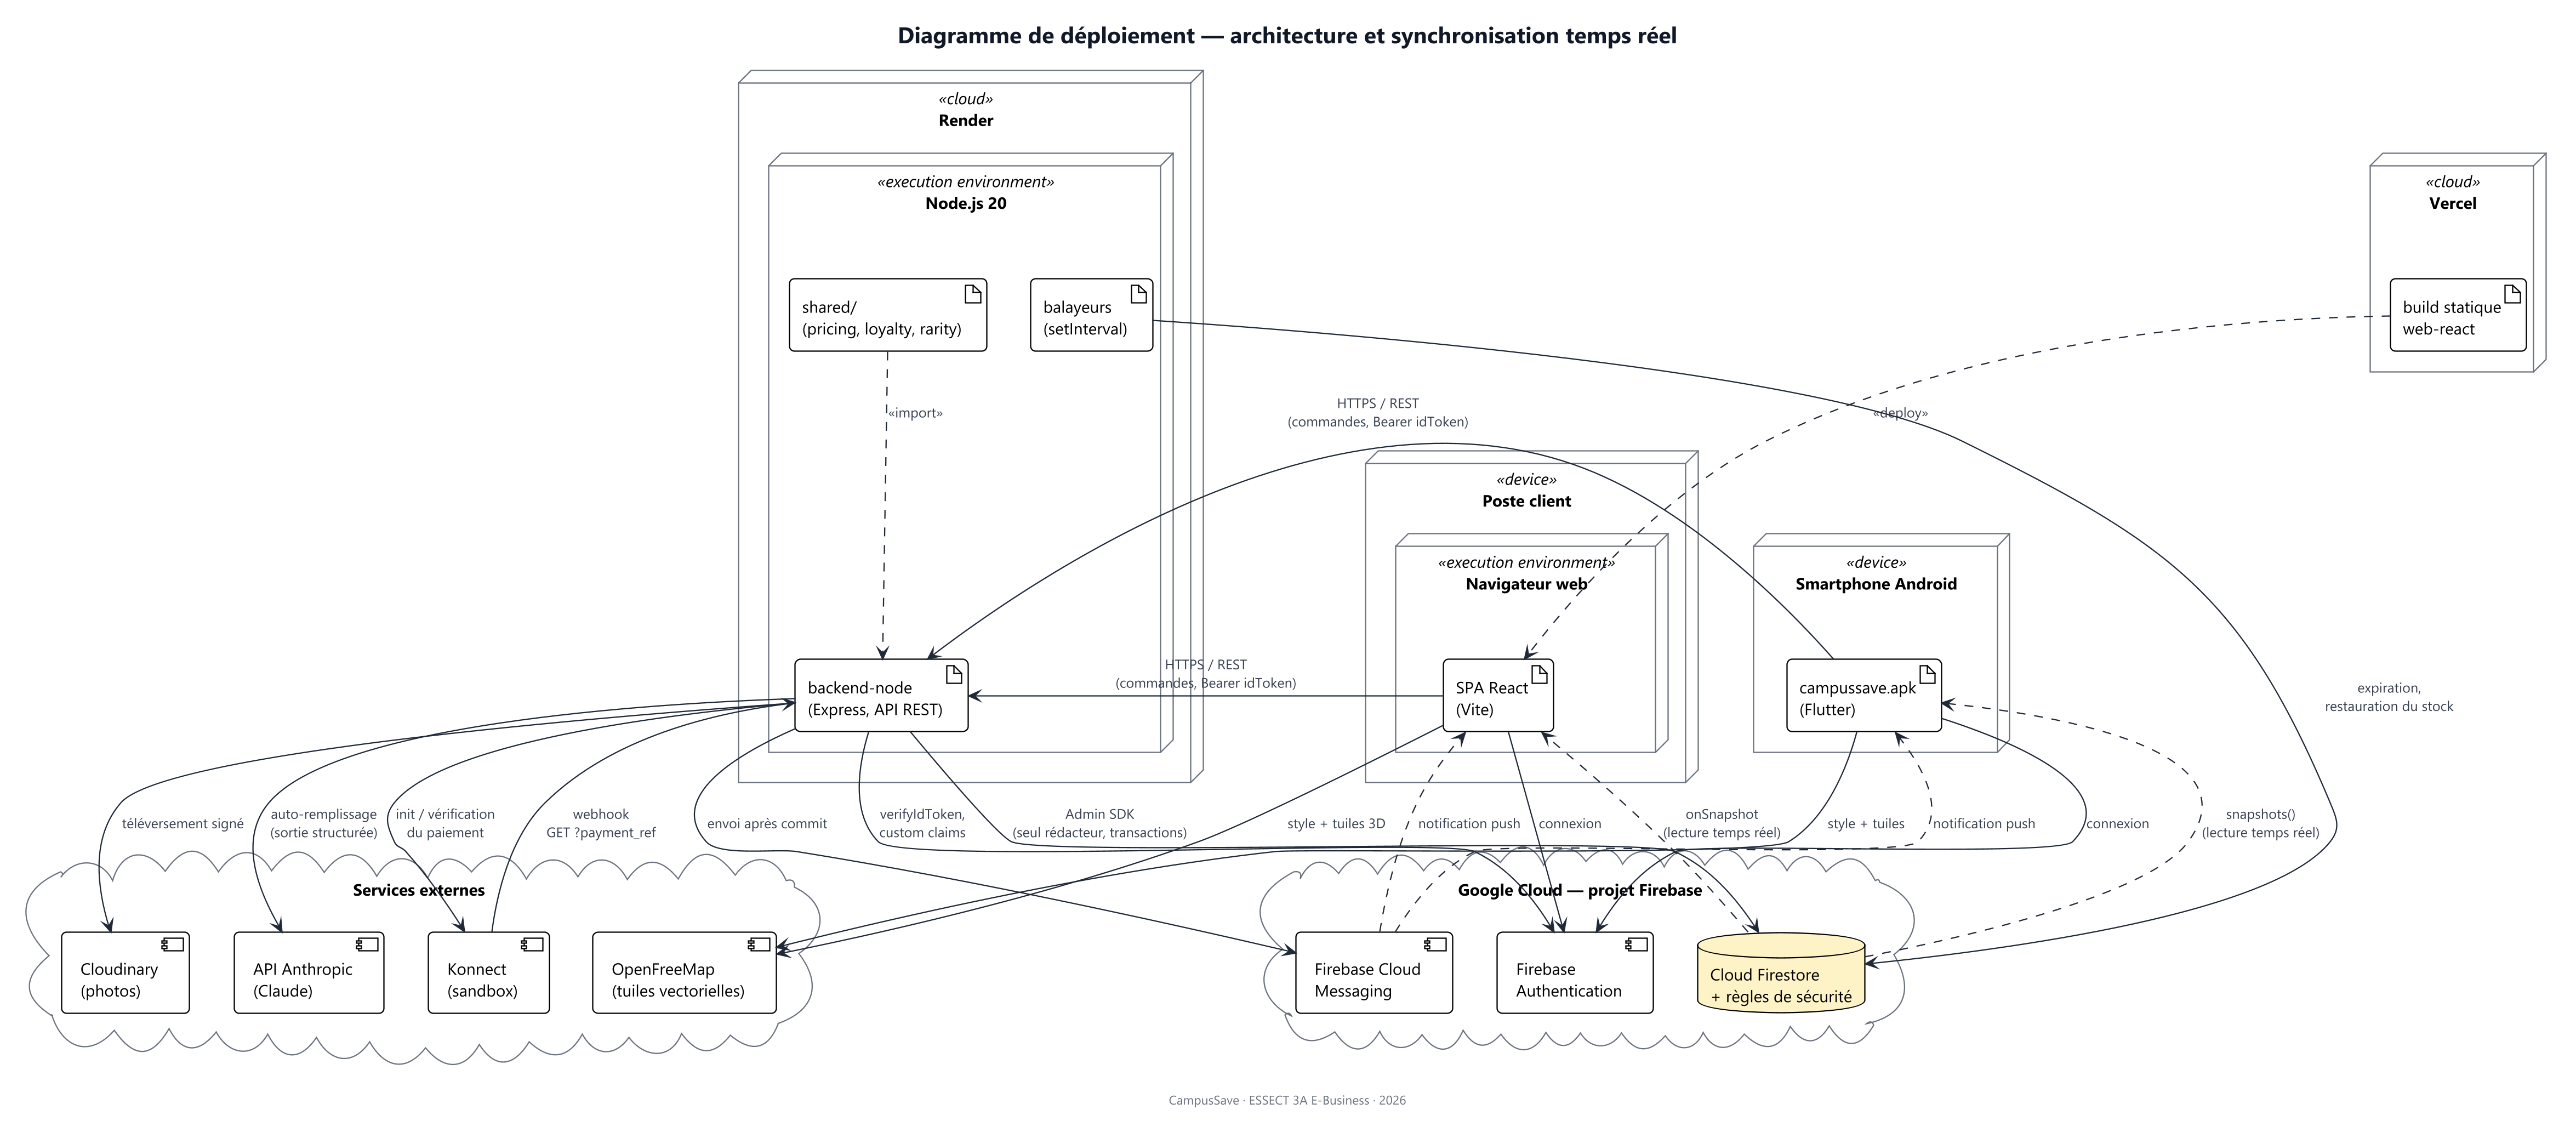 Diagramme de déploiement — architecture et synchronisation temps réel
«cloud»
Render
«execution environment»
Node.js 20
shared/
(pricing, loyalty, rarity)
balayeurs
(setInterval)
«cloud»
Vercel
build statique
web-react
«import»
HTTPS / REST
(commandes, Bearer idToken)
«deploy»
«device»
Poste client
«execution environnement»
Navigateur web
«device»
Smartphone Android
backend-node
(Express, API REST)
HTTPS / REST
(commandes, Bearer idToken)
SPA React
(Vite)
campussave.apk
(Flutter)
expiration,
restauration du stock
téléversement signé
auto-remplissage
(sortie structurée)
init / vérification
du paiement
webhook
GET ?payment_ref
envoi après commit
verifyIdToken,
custom claims
Admin SDK
(seul rédacteur, transactions)
style + tuiles 3D
notification push
connexion
onSnapshot
(lecture temps réel)
style + tuiles
notification push
connexion
snapshots()
(lecture temps réel)
Services externes
Cloudinary
(photos)
API Anthropic
(Claude)
Konnect
(sandbox)
OpenFreeMap
(tuiles vectorielles)
Google Cloud — projet Firebase
Firebase Cloud
Messaging
Firebase
Authentication
Cloud Firestore
+ règles de sécurité
CampusSave · ESSECT 3A E-Business · 2026